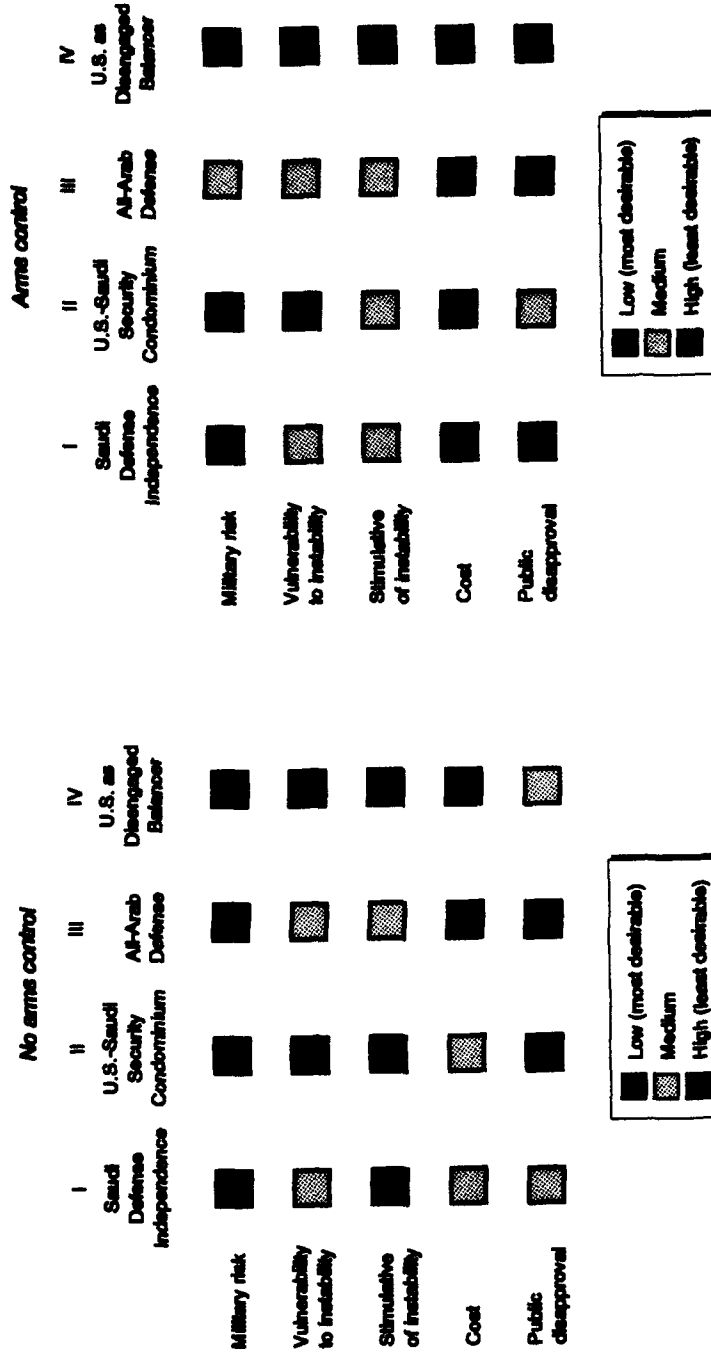 No arms control
I
Saudi
Defense
Independence
II
U.S.-Saudi
Security
Condominium
III
All-Arab
Defense
IV
U.S. as
Disengaged
Balancer
Military risk
Vulnerability
to instability
Stimulative
of instability
Cost
Public
disapproval
Low (most desirable)
Medium
High (least desirable)
Arms control
I
Saudi
Defense
Independence
II
U.S.-Saudi
Security
Condominium
III
All-Arab
Defense
IV
U.S. as
Disengaged
Balancer
Military risk
Vulnerability
to instability
Stimulative
of instability
Cost
Public
disapproval
Low (most desirable)
Medium
High (least desirable)